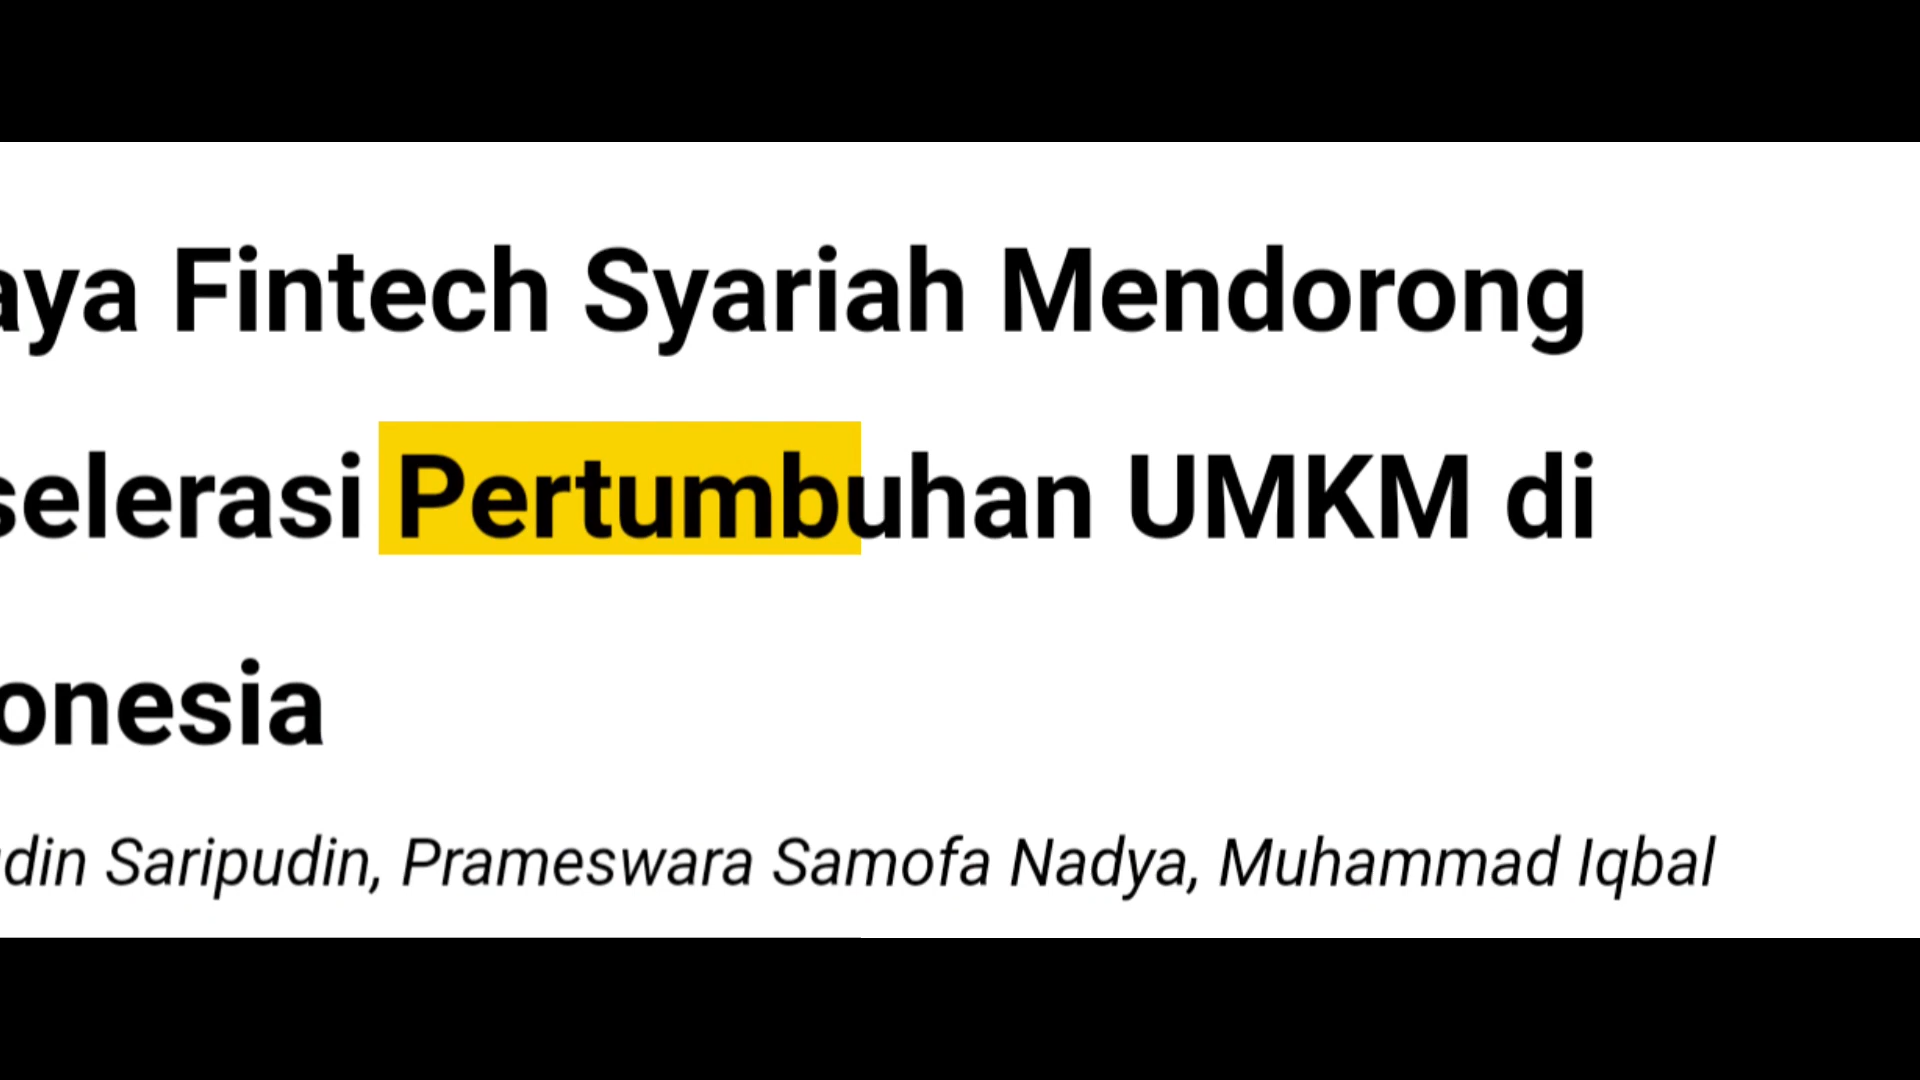 aya Fintech Syariah Mendorong
selerasi Pertumbuhan UMKM di
onesia
din Saripudin, Prameswara Samofa Nadya, Muhammad Iqbal